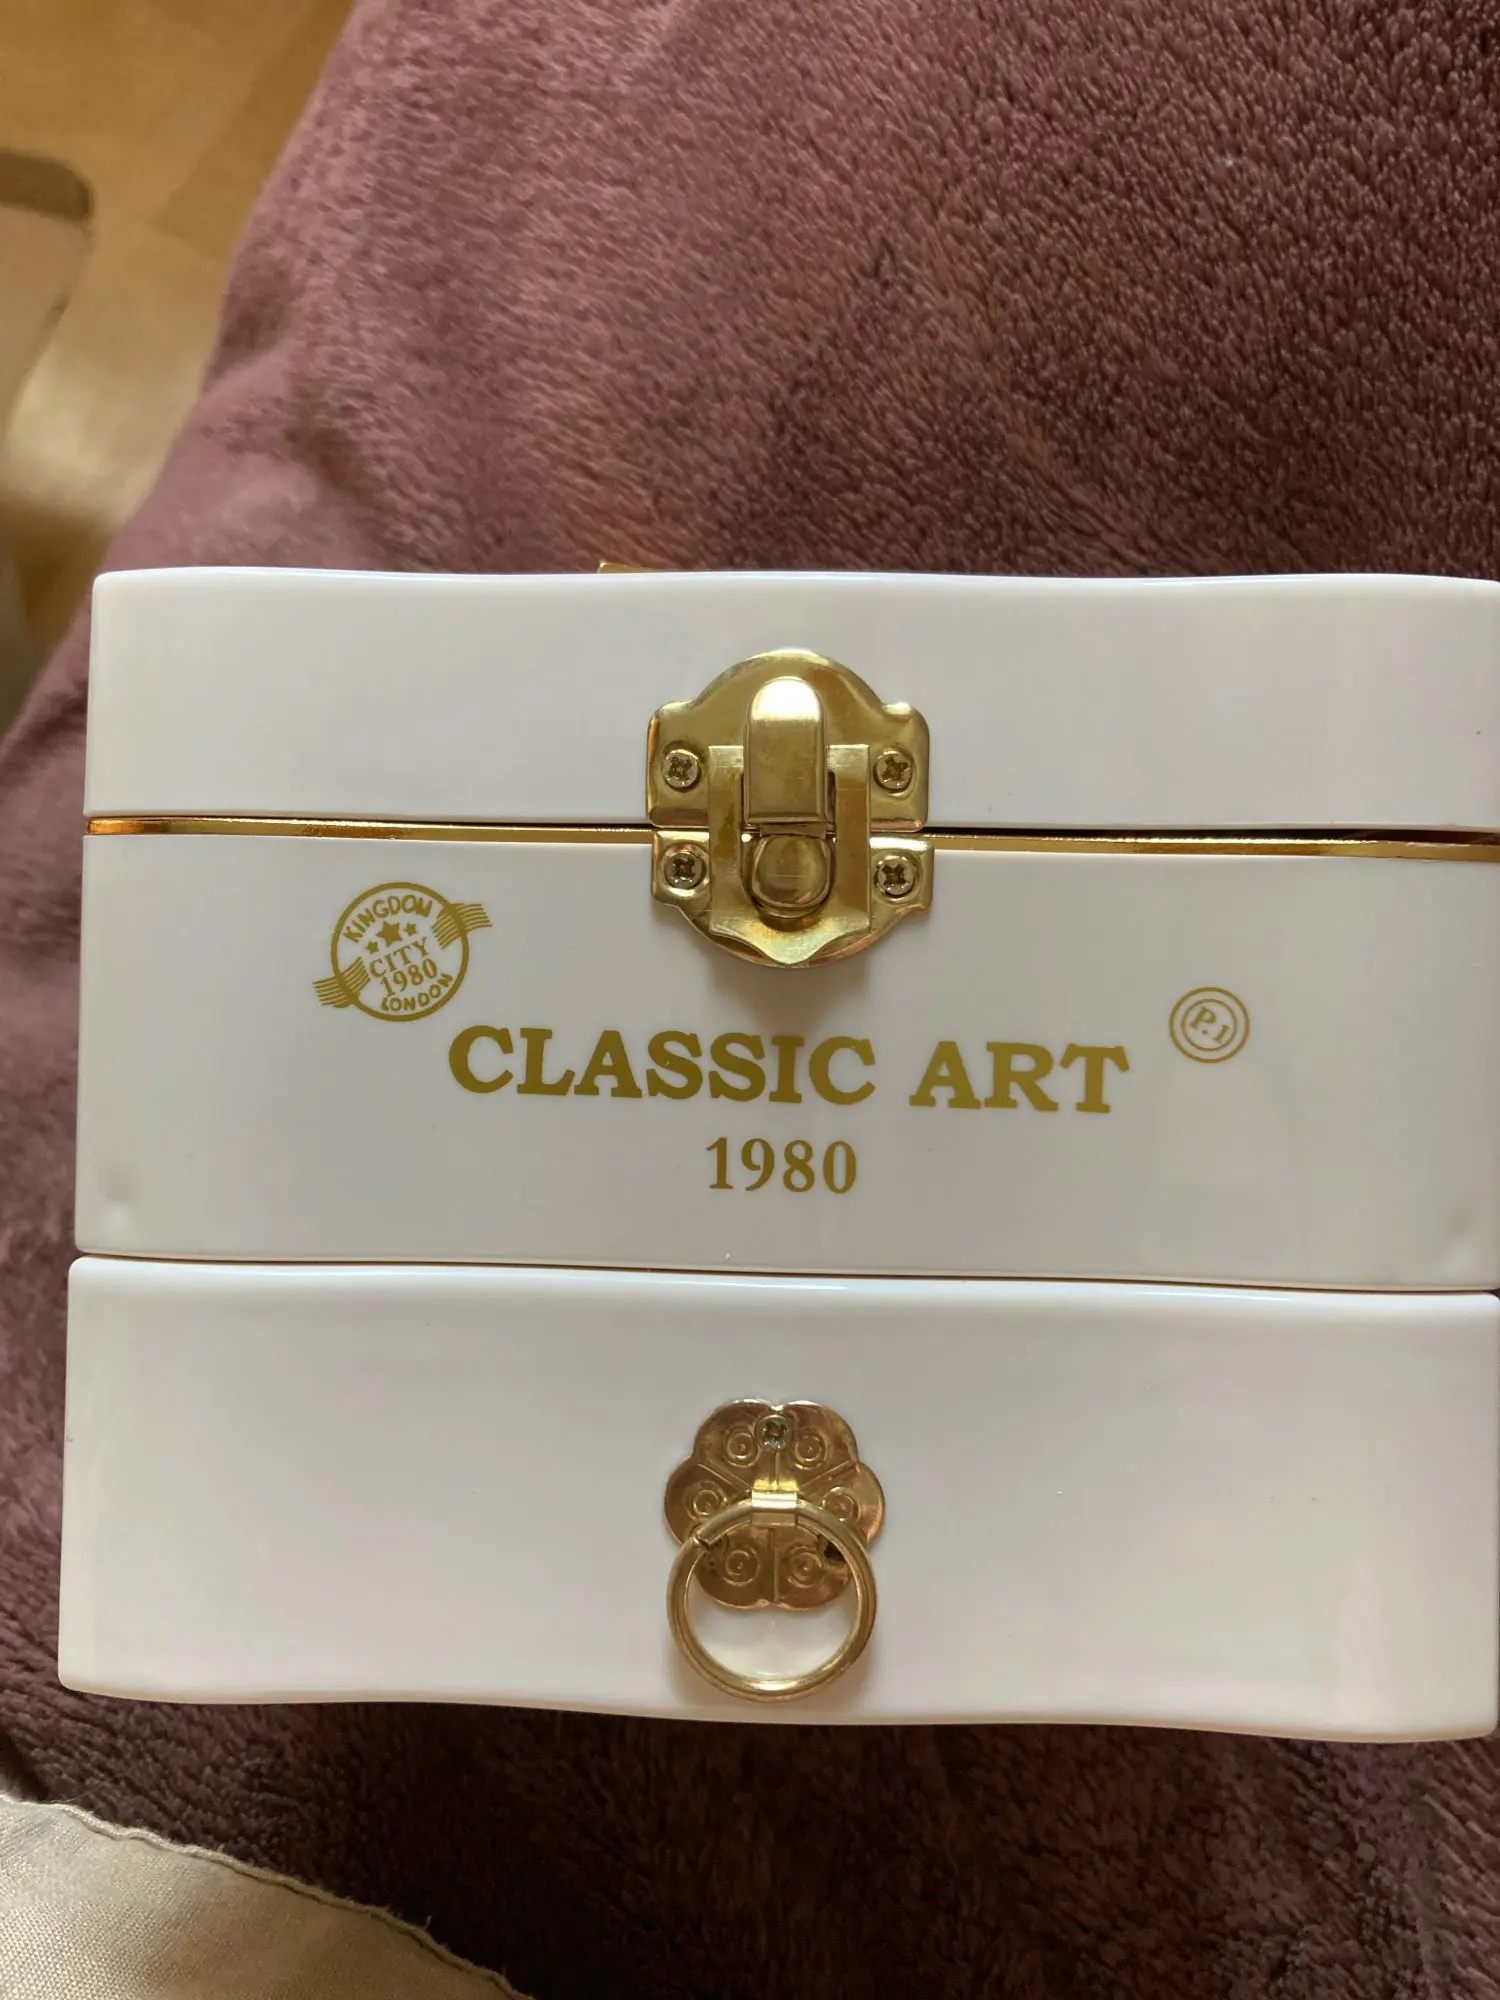 KINGDOM
CITY
1980
LONDON
P.1
CLASSIC ART
1980